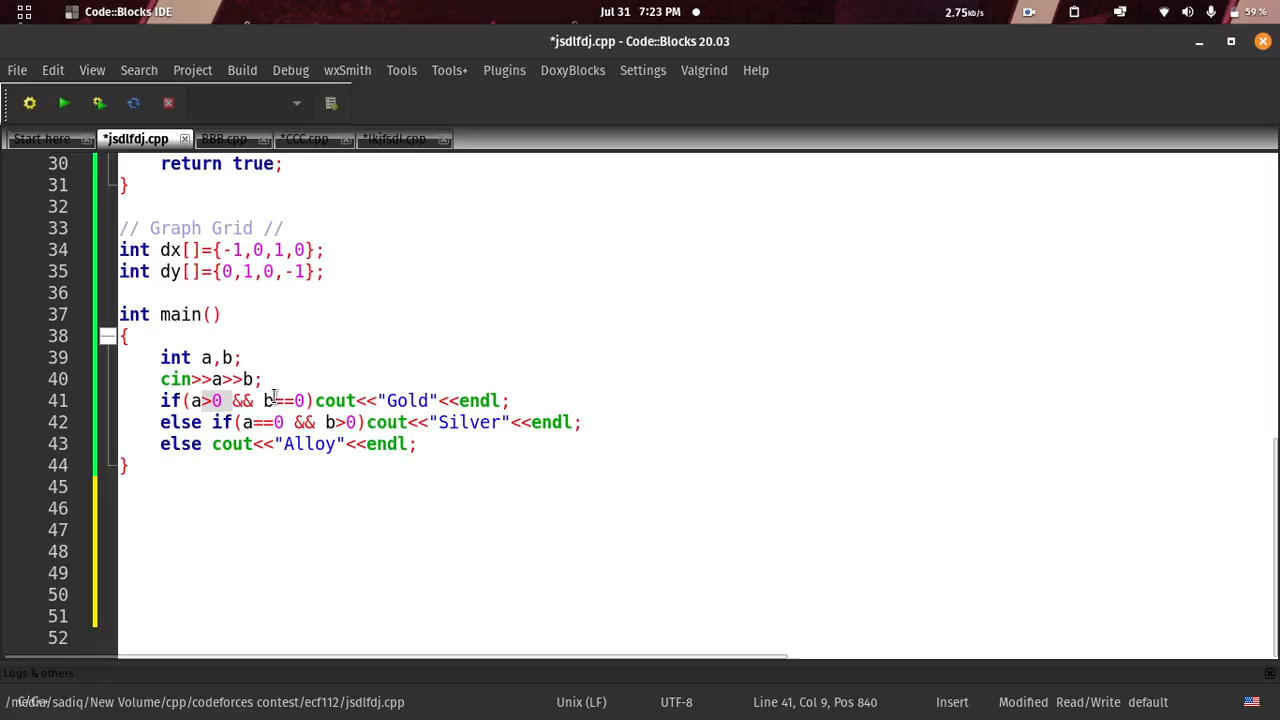 Code::Blocks IDE
Jul 31 7:23 PM
2.75kb/s
59 %
*jsdlfdj.cpp - Code::Blocks 20.03
File Edit View Search Project Build Debug wxSmith Tools Tools+ Plugins DoxyBlocks Settings Valgrind Help
Start here *jsdlfdj.cpp BBB.cpp *CCC.cpp *lkjfsdl.cpp
30 return true;
31 }
32
33 // Graph Grid //
34 int dx[]={-1,0,1,0};
35 int dy[]={0,1,0,-1};
36
37 int main()
38 {
39 int a,b;
40 cin>>a>>b;
41 if(a>0 && b==0)cout<<"Gold"<<endl;
42 else if(a==0 && b>0)cout<<"Silver"<<endl;
43 else cout<<"Alloy"<<endl;
44 }
45
46
47
48
49
50
51
52
Logs & others
/media/sadiq/New Volume/cpp/codeforces contest/ecf112/jsdlfdj.cpp Unix (LF) UTF-8 Line 41, Col 9, Pos 840 Insert Modified Read/Write default